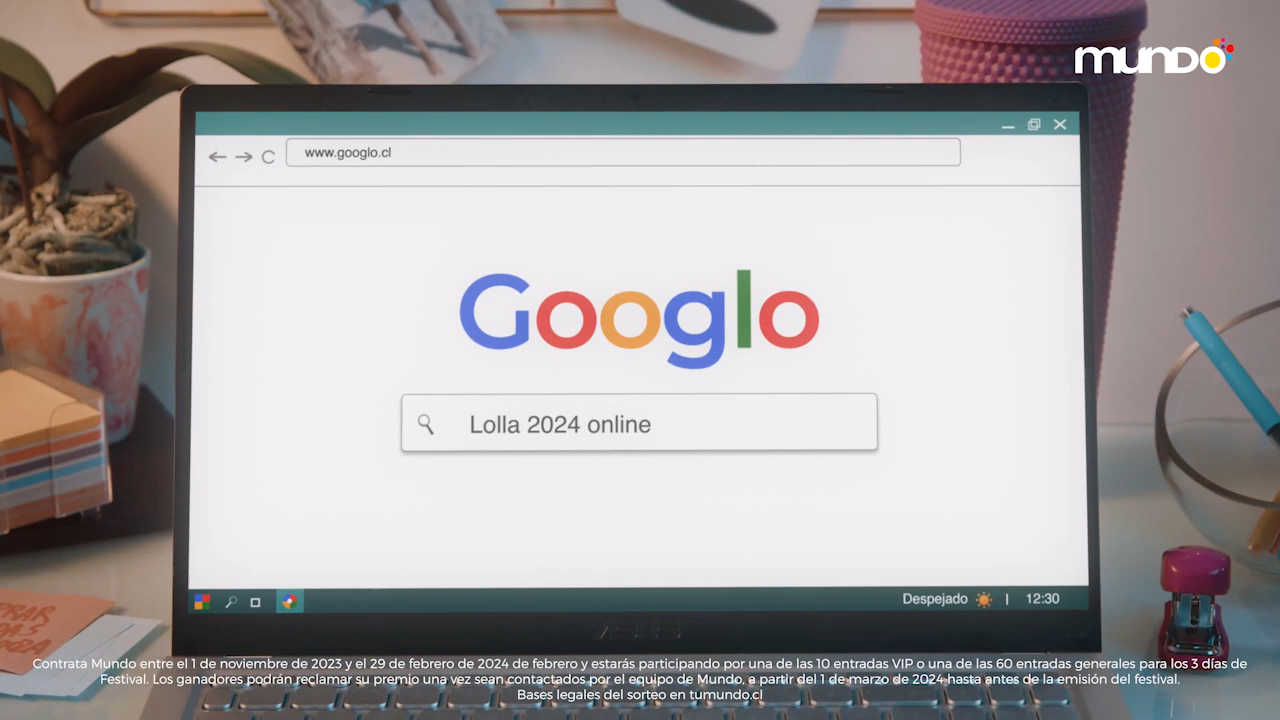 mundo
www.googlo.cl
Googlo
Lolla 2024 online
Despejado | 12:30
Contrata Mundo entre el 1 de noviembre de 2023 y el 29 de febrero de 2024 de febrero y estarás participando por una de las 10 entradas VIP o una de las 60 entradas generales para los 3 días de
Festival. Los ganadores podrán reclamar su premio una vez sean contactados por el equipo de Mundo, a partir del 1 de marzo de 2024 hasta antes de la emisión del festival.
Bases legales del sorteo en tumundo.cl